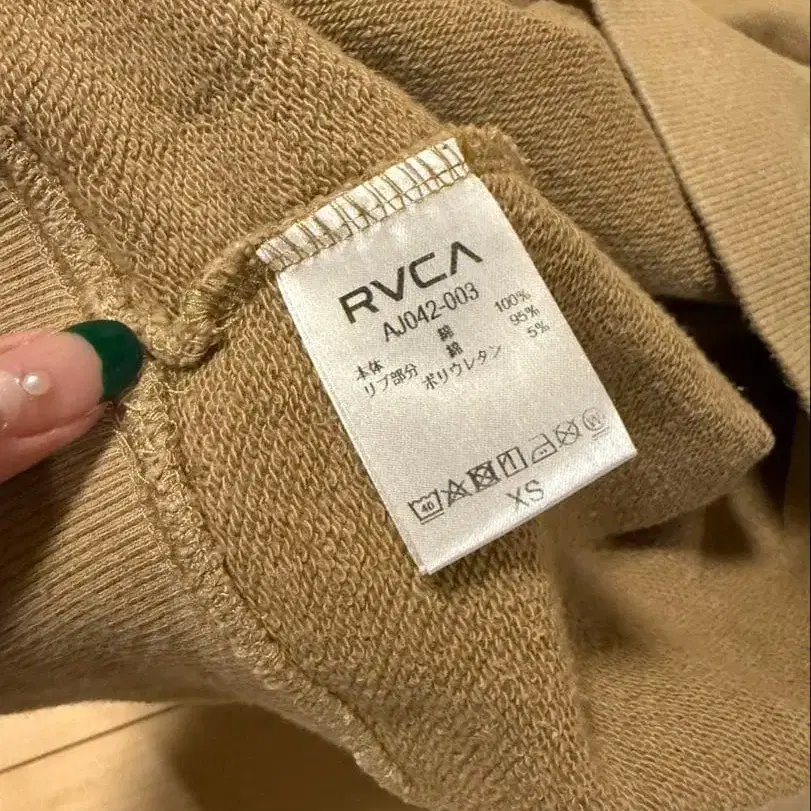 RVCA
AJ042-003
本体 綿 100%
リブ部分 綿 95%
ポリウレタン 5%
40 W
XS